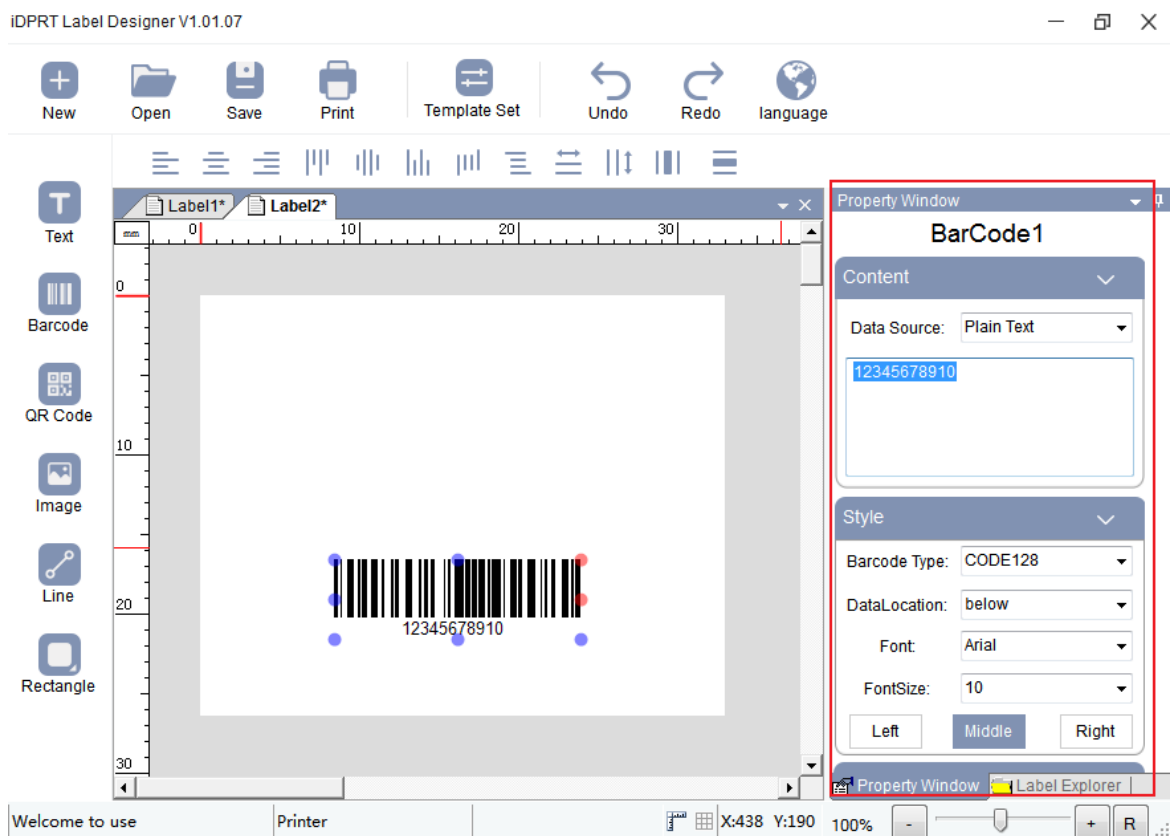 iDPRT Label Designer V1.01.07
New Open Save Print Template Set Undo Redo language
Text
Barcode
QR Code
Image
Line
Rectangle
Label1* Label2*
0 10 20 30
0
10
20
30
12345678910
Property Window
BarCode1
Content
Data Source: Plain Text
12345678910
Style
Barcode Type: CODE128
DataLocation: below
Font: Arial
FontSize: 10
Left Middle Right
Property Window Label Explorer
Welcome to use Printer X:438 Y:190 100% - + R